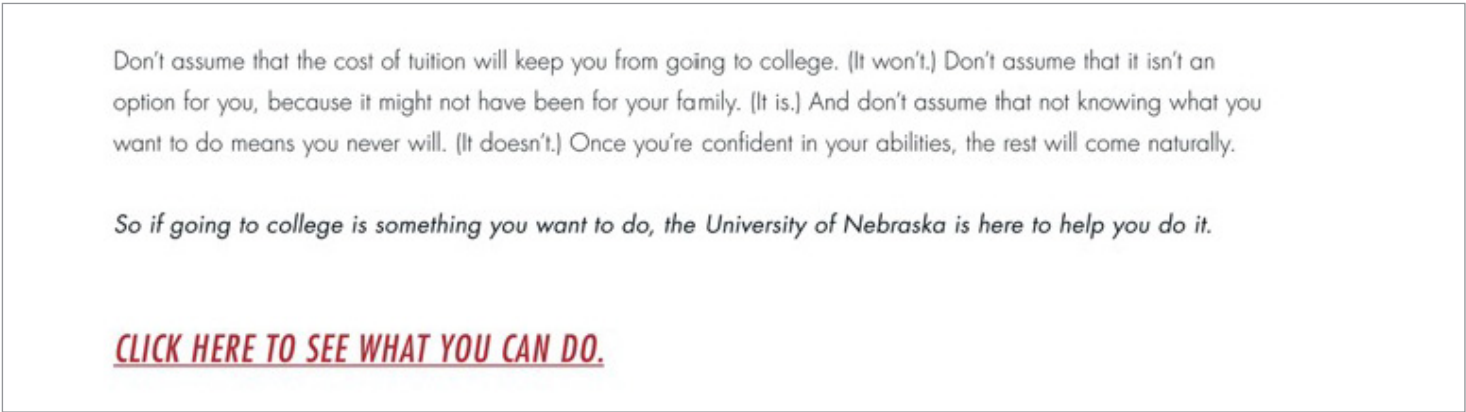 Don't assume that the cost of tuition will keep you from going to college. (It won't.) Don't assume that it isn't an
option for you, because it might not have been for your family. (It is.) And don't assume that not knowing what you
want to do means you never will. (It doesn't.) Once you're confident in your abilities, the rest will come naturally.
So if going to college is something you want to do, the University of Nebraska is here to help you do it.
CLICK HERE TO SEE WHAT YOU CAN DO.